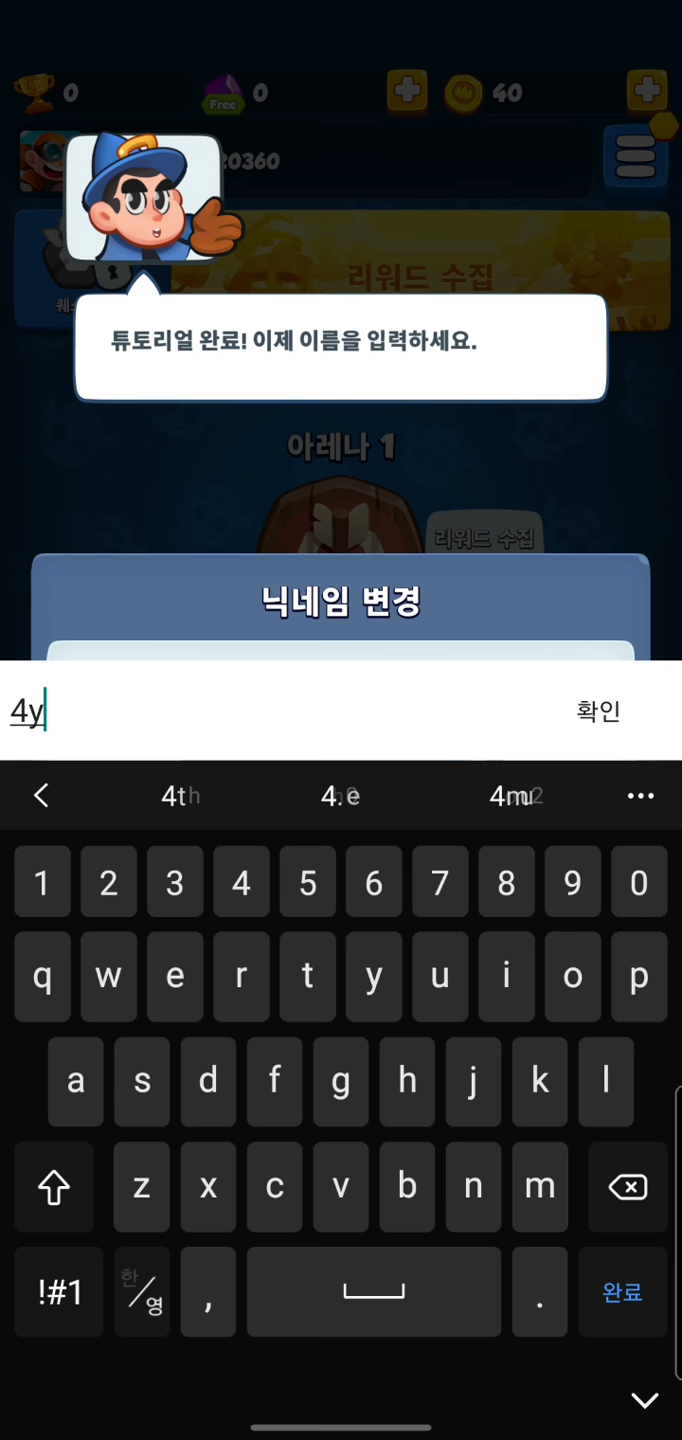 0
Free
0
40
20360
리워드 수집
튜토리얼 완료! 이제 이름을 입력하세요.
아레나 1
리워드 수집
닉네임 변경
4y
확인
1 2 3 4 5 6 7 8 9 0
q w e r t y u i o p
a s d f g h j k l
z x c v b n m
!#1
한/영
,
.
완료